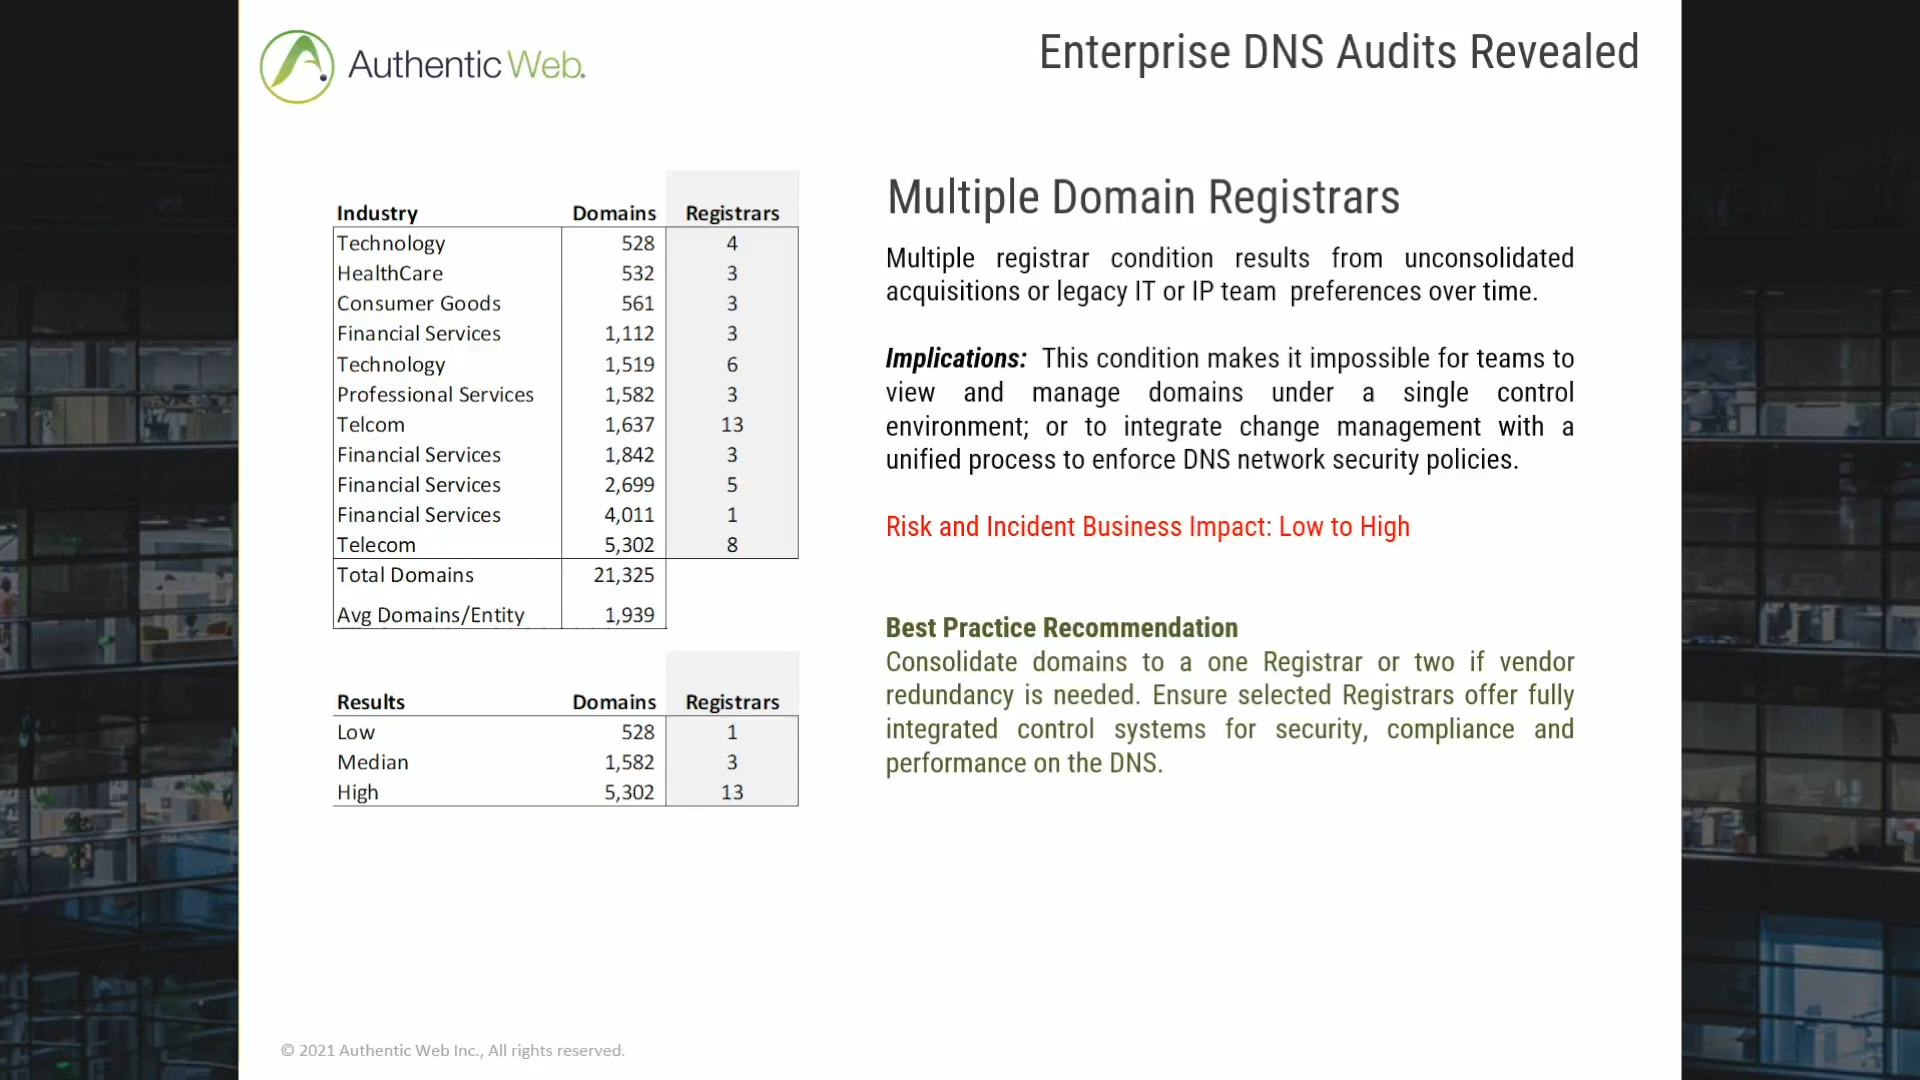 Authentic Web.
Enterprise DNS Audits Revealed
Industry Domains Registrars
Technology 528 4
HealthCare 532 3
Consumer Goods 561 3
Financial Services 1,112 3
Technology 1,519 6
Professional Services 1,582 3
Telcom 1,637 13
Financial Services 1,842 3
Financial Services 2,699 5
Financial Services 4,011 1
Telecom 5,302 8
Total Domains 21,325
Avg Domains/Entity 1,939
Results Domains Registrars
Low 528 1
Median 1,582 3
High 5,302 13
Multiple Domain Registrars
Multiple registrar condition results from unconsolidated
acquisitions or legacy IT or IP team preferences over time.
Implications: This condition makes it impossible for teams to
view and manage domains under a single control
environment; or to integrate change management with a
unified process to enforce DNS network security policies.
Risk and Incident Business Impact: Low to High
Best Practice Recommendation
Consolidate domains to a one Registrar or two if vendor
redundancy is needed. Ensure selected Registrars offer fully
integrated control systems for security, compliance and
performance on the DNS.
© 2021 Authentic Web Inc., All rights reserved.